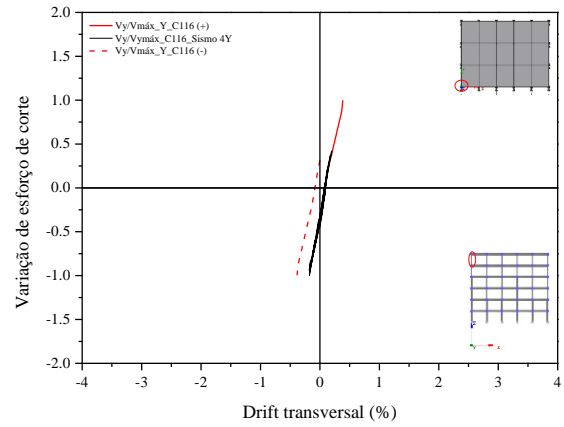 Vy/Vmáx_Y_C116 (+)
Vy/Vymáx_C116_Sismo 4Y
Vy/Vmáx_Y_C116 (-)
2.0
1.5
1.0
0.5
0.0
-0.5
-1.0
-1.5
-2.0
Variação de esforço de corte
-4 -3 -2 -1 0 1 2 3 4
Drift transversal (%)